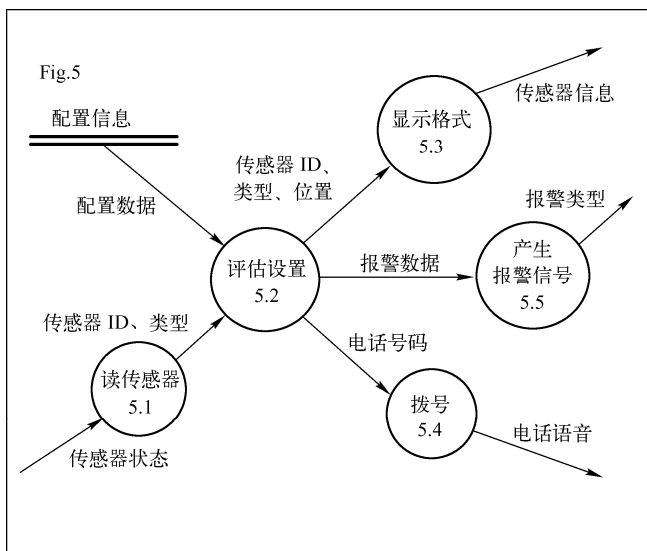 Fig.5
配置信息
配置数据
传感器 ID、
类型、位置
显示格式
5.3
传感器信息
评估设置
5.2
报警数据
产生
报警信号
5.5
报警类型
传感器 ID、类型
读传感器
5.1
传感器状态
电话号码
拨号
5.4
电话语音